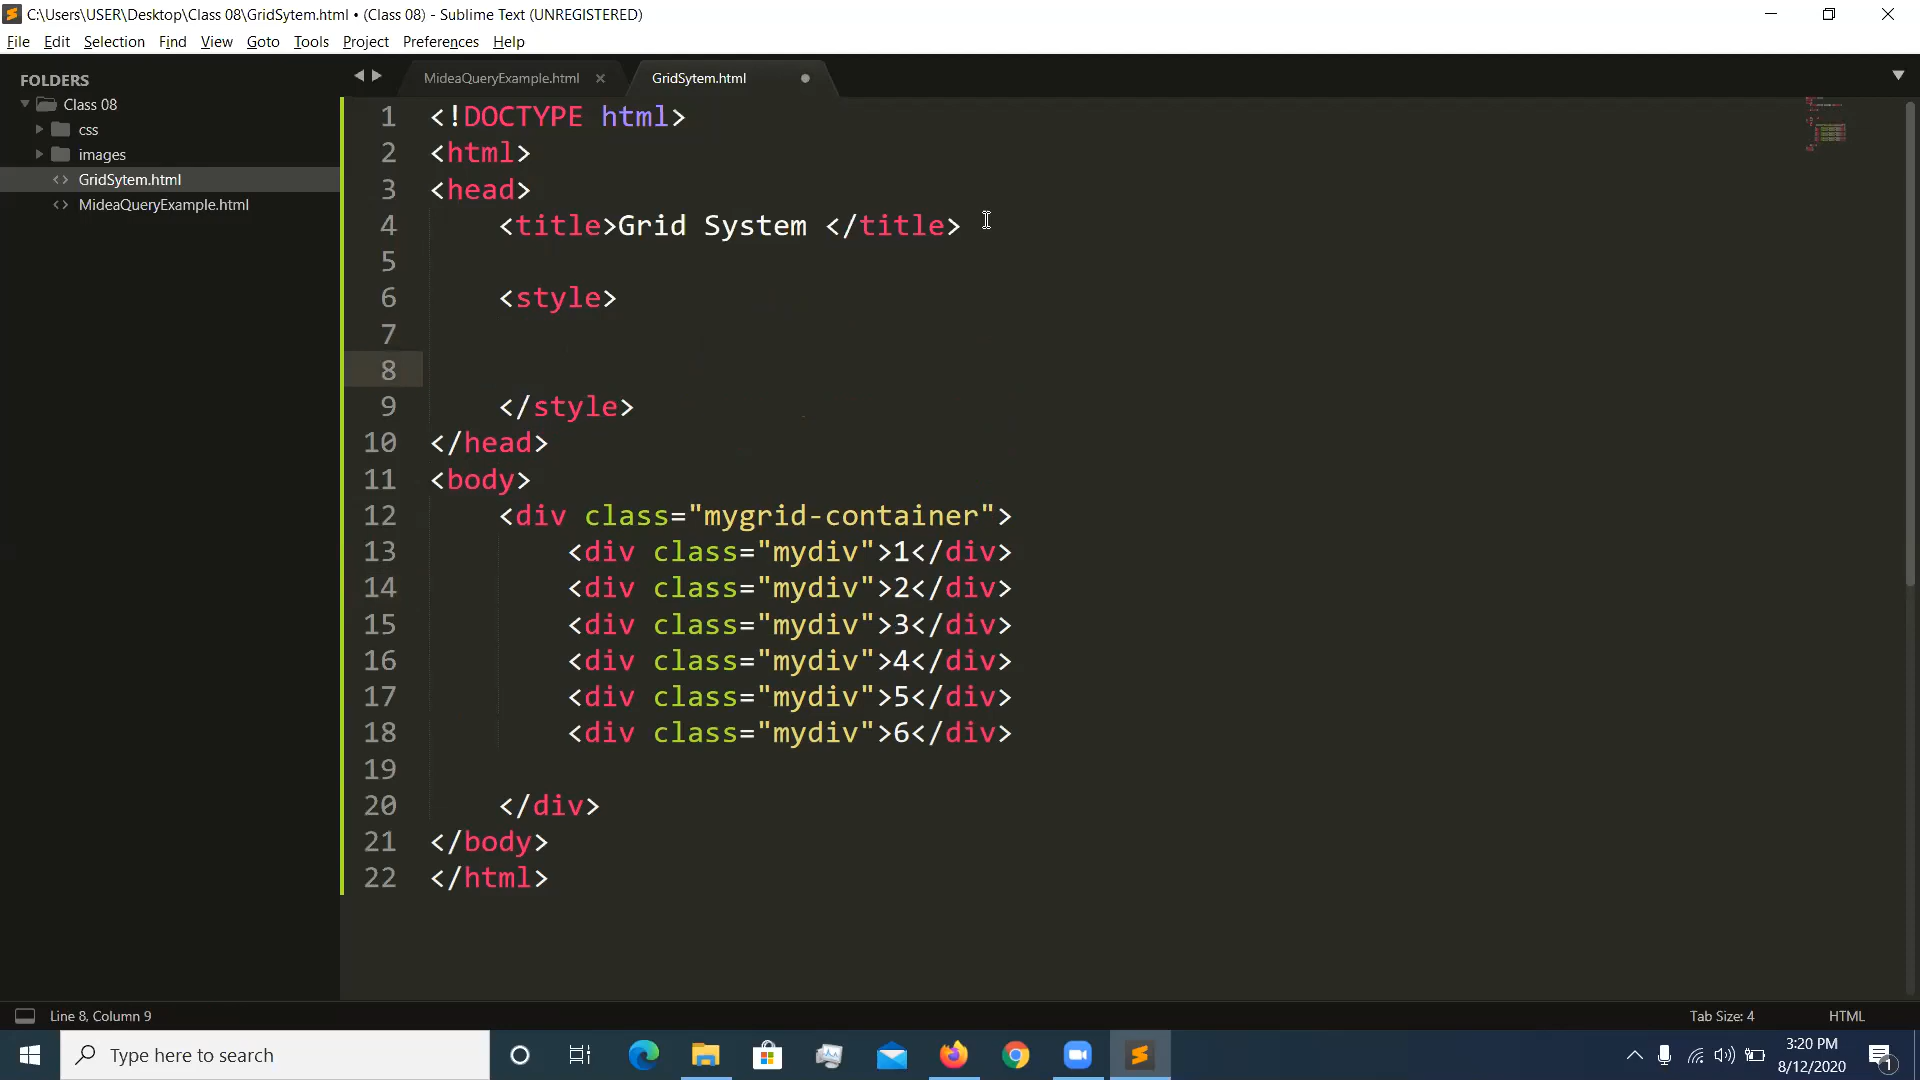 C:\Users\USER\Desktop\Class 08\GridSytem.html • (Class 08) - Sublime Text (UNREGISTERED)
File Edit Selection Find View Goto Tools Project Preferences Help
FOLDERS
Class 08
css
images
GridSytem.html
MideaQueryExample.html
MideaQueryExample.html
GridSytem.html
1 <!DOCTYPE html>
2 <html>
3 <head>
4 <title>Grid System </title>
5
6 <style>
7
8
9 </style>
10 </head>
11 <body>
12 <div class="mygrid-container">
13 <div class="mydiv">1</div>
14 <div class="mydiv">2</div>
15 <div class="mydiv">3</div>
16 <div class="mydiv">4</div>
17 <div class="mydiv">5</div>
18 <div class="mydiv">6</div>
19
20 </div>
21 </body>
22 </html>
Line 8, Column 9
Tab Size: 4
HTML
Type here to search
3:20 PM
8/12/2020
1